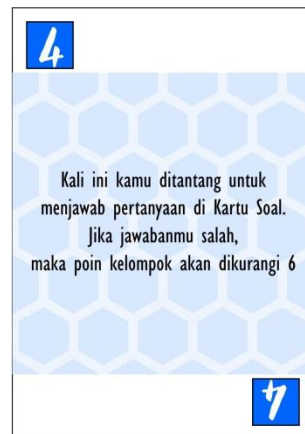 4
Kali ini kamu ditantang untuk
menjawab pertanyaan di Kartu Soal.
Jika jawabanmu salah,
maka poin kelompok akan dikurangi 6
4